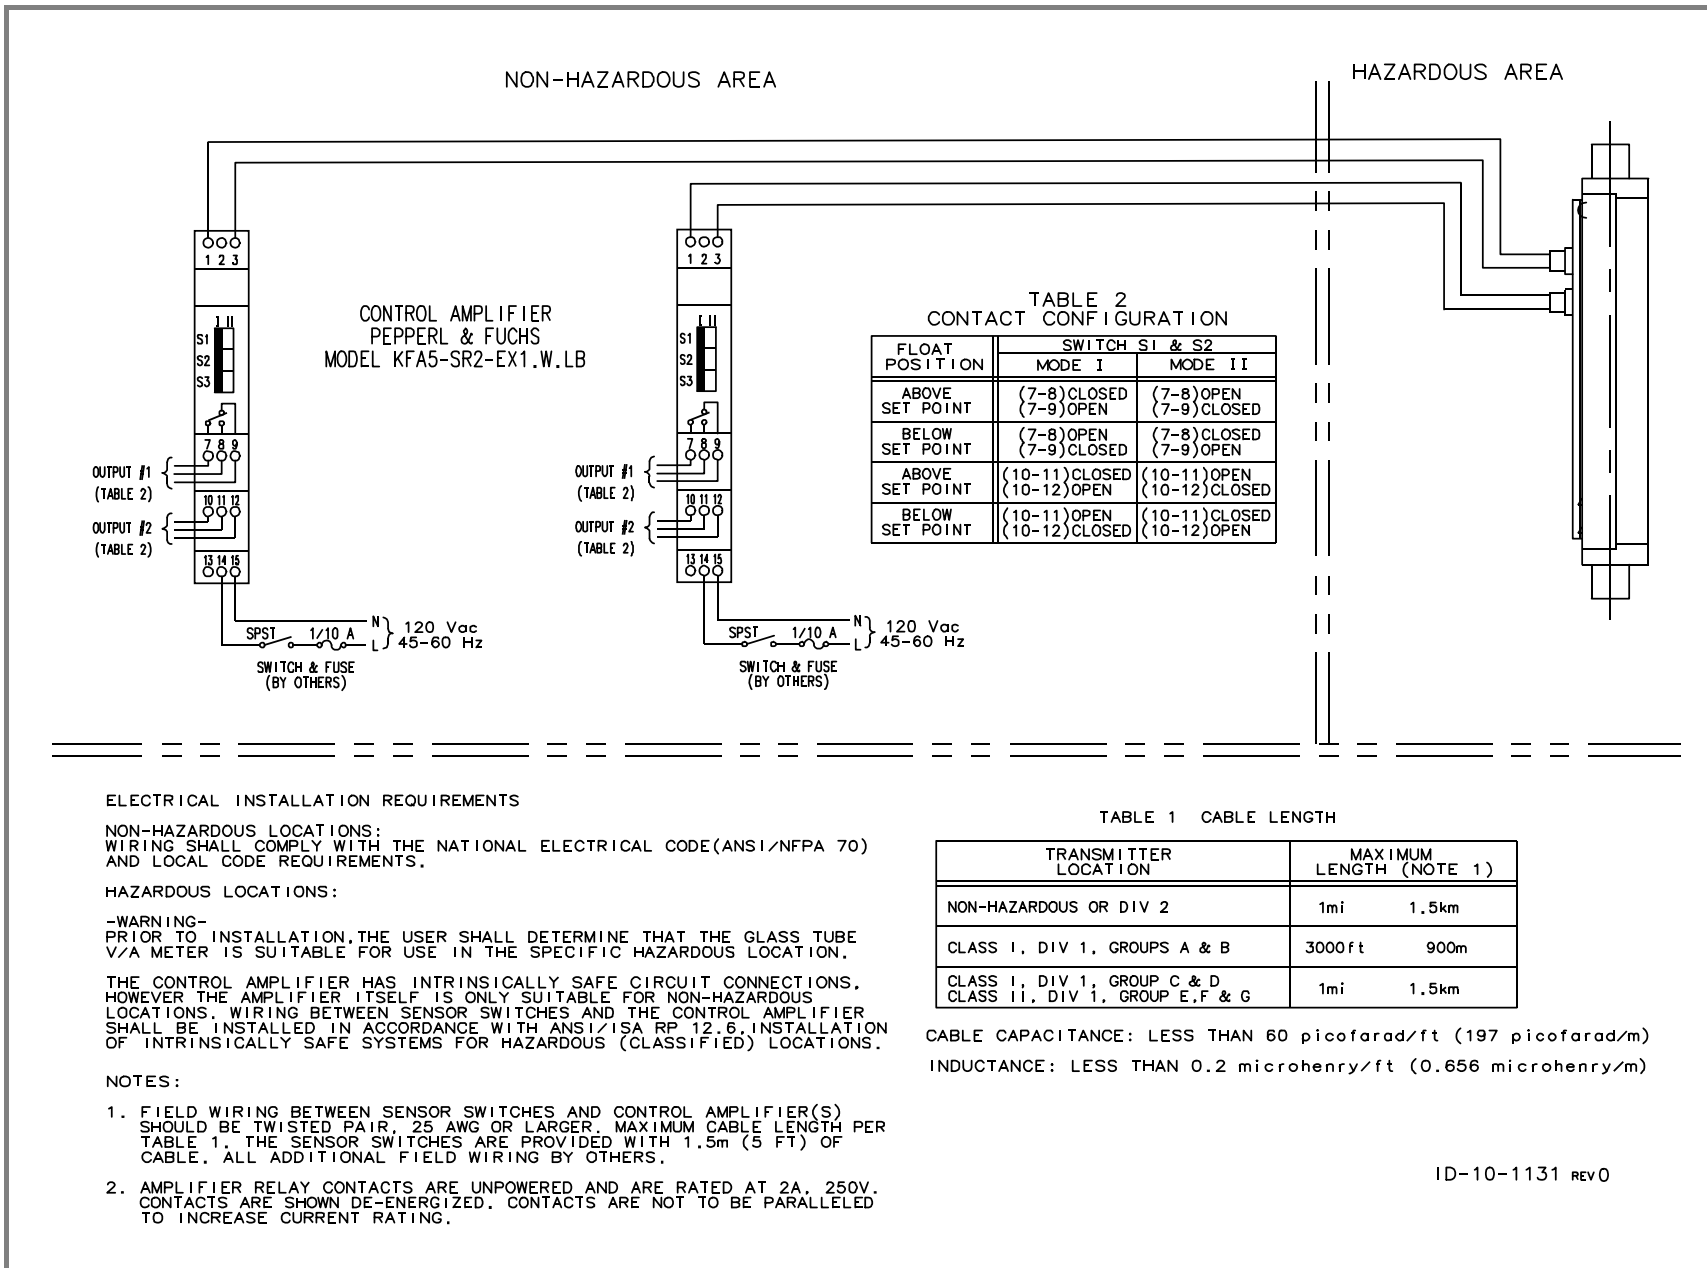 NON-HAZARDOUS AREA
HAZARDOUS AREA
1 2 3
I II
S1
S2
S3
7 8 9
OUTPUT #1
(TABLE 2)
10 11 12
OUTPUT #2
(TABLE 2)
13 14 15
N
L
120 Vac
45-60 Hz
SPST
1/10 A
SWITCH & FUSE
(BY OTHERS)
CONTROL AMPLIFIER
PEPPERL & FUCHS
MODEL KFA5-SR2-EX1.W.LB
1 2 3
I II
S1
S2
S3
7 8 9
OUTPUT #1
(TABLE 2)
10 11 12
OUTPUT #2
(TABLE 2)
13 14 15
N
L
120 Vac
45-60 Hz
SPST
1/10 A
SWITCH & FUSE
(BY OTHERS)
TABLE 2
CONTACT CONFIGURATION
FLOAT POSITION
SWITCH S1 & S2
MODE I MODE II
ABOVE (7-8)CLOSED (7-8)OPEN
SET POINT (7-9)OPEN (7-9)CLOSED
BELOW (7-8)OPEN (7-8)CLOSED
SET POINT (7-9)CLOSED (7-9)OPEN
ABOVE (10-11)CLOSED (10-11)OPEN
SET POINT (10-12)OPEN (10-12)CLOSED
BELOW (10-11)OPEN (10-11)CLOSED
SET POINT (10-12)CLOSED (10-12)OPEN
ELECTRICAL INSTALLATION REQUIREMENTS
NON-HAZARDOUS LOCATIONS:
WIRING SHALL COMPLY WITH THE NATIONAL ELECTRICAL CODE(ANSI/NFPA 70)
AND LOCAL CODE REQUIREMENTS.
HAZARDOUS LOCATIONS:
-WARNING-
PRIOR TO INSTALLATION,THE USER SHALL DETERMINE THAT THE GLASS TUBE
V/A METER IS SUITABLE FOR USE IN THE SPECIFIC HAZARDOUS LOCATION.
THE CONTROL AMPLIFIER HAS INTRINSICALLY SAFE CIRCUIT CONNECTIONS,
HOWEVER THE AMPLIFIER ITSELF IS ONLY SUITABLE FOR NON-HAZARDOUS
LOCATIONS. WIRING BETWEEN SENSOR SWITCHES AND THE CONTROL AMPLIFIER
SHALL BE INSTALLED IN ACCORDANCE WITH ANSI/ISA RP 12.6,INSTALLATION
OF INTRINSICALLY SAFE SYSTEMS FOR HAZARDOUS (CLASSIFIED) LOCATIONS.
NOTES:
1. FIELD WIRING BETWEEN SENSOR SWITCHES AND CONTROL AMPLIFIER(S)
SHOULD BE TWISTED PAIR, 25 AWG OR LARGER. MAXIMUM CABLE LENGTH PER
TABLE 1. THE SENSOR SWITCHES ARE PROVIDED WITH 1.5m (5 FT) OF
CABLE. ALL ADDITIONAL FIELD WIRING BY OTHERS.
2. AMPLIFIER RELAY CONTACTS ARE UNPOWERED AND ARE RATED AT 2A, 250V.
CONTACTS ARE SHOWN DE-ENERGIZED. CONTACTS ARE NOT TO BE PARALLELED
TO INCREASE CURRENT RATING.
TABLE 1 CABLE LENGTH
TRANSMITTER MAXIMUM
LOCATION LENGTH (NOTE 1)
NON-HAZARDOUS OR DIV 2 1mi 1.5km
CLASS I, DIV 1, GROUPS A & B 3000ft 900m
CLASS I, DIV 1, GROUP C & D
CLASS II, DIV 1, GROUP E,F & G 1mi 1.5km
CABLE CAPACITANCE: LESS THAN 60 picofarad/ft (197 picofarad/m)
INDUCTANCE: LESS THAN 0.2 microhenry/ft (0.656 microhenry/m)
ID-10-1131 REV 0